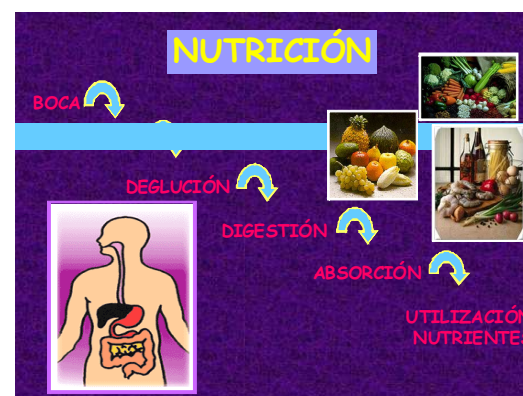 NUTRICIÓN
BOCA
DEGLUCIÓN
DIGESTIÓN
ABSORCIÓN
UTILIZACIÓN
NUTRIENTES